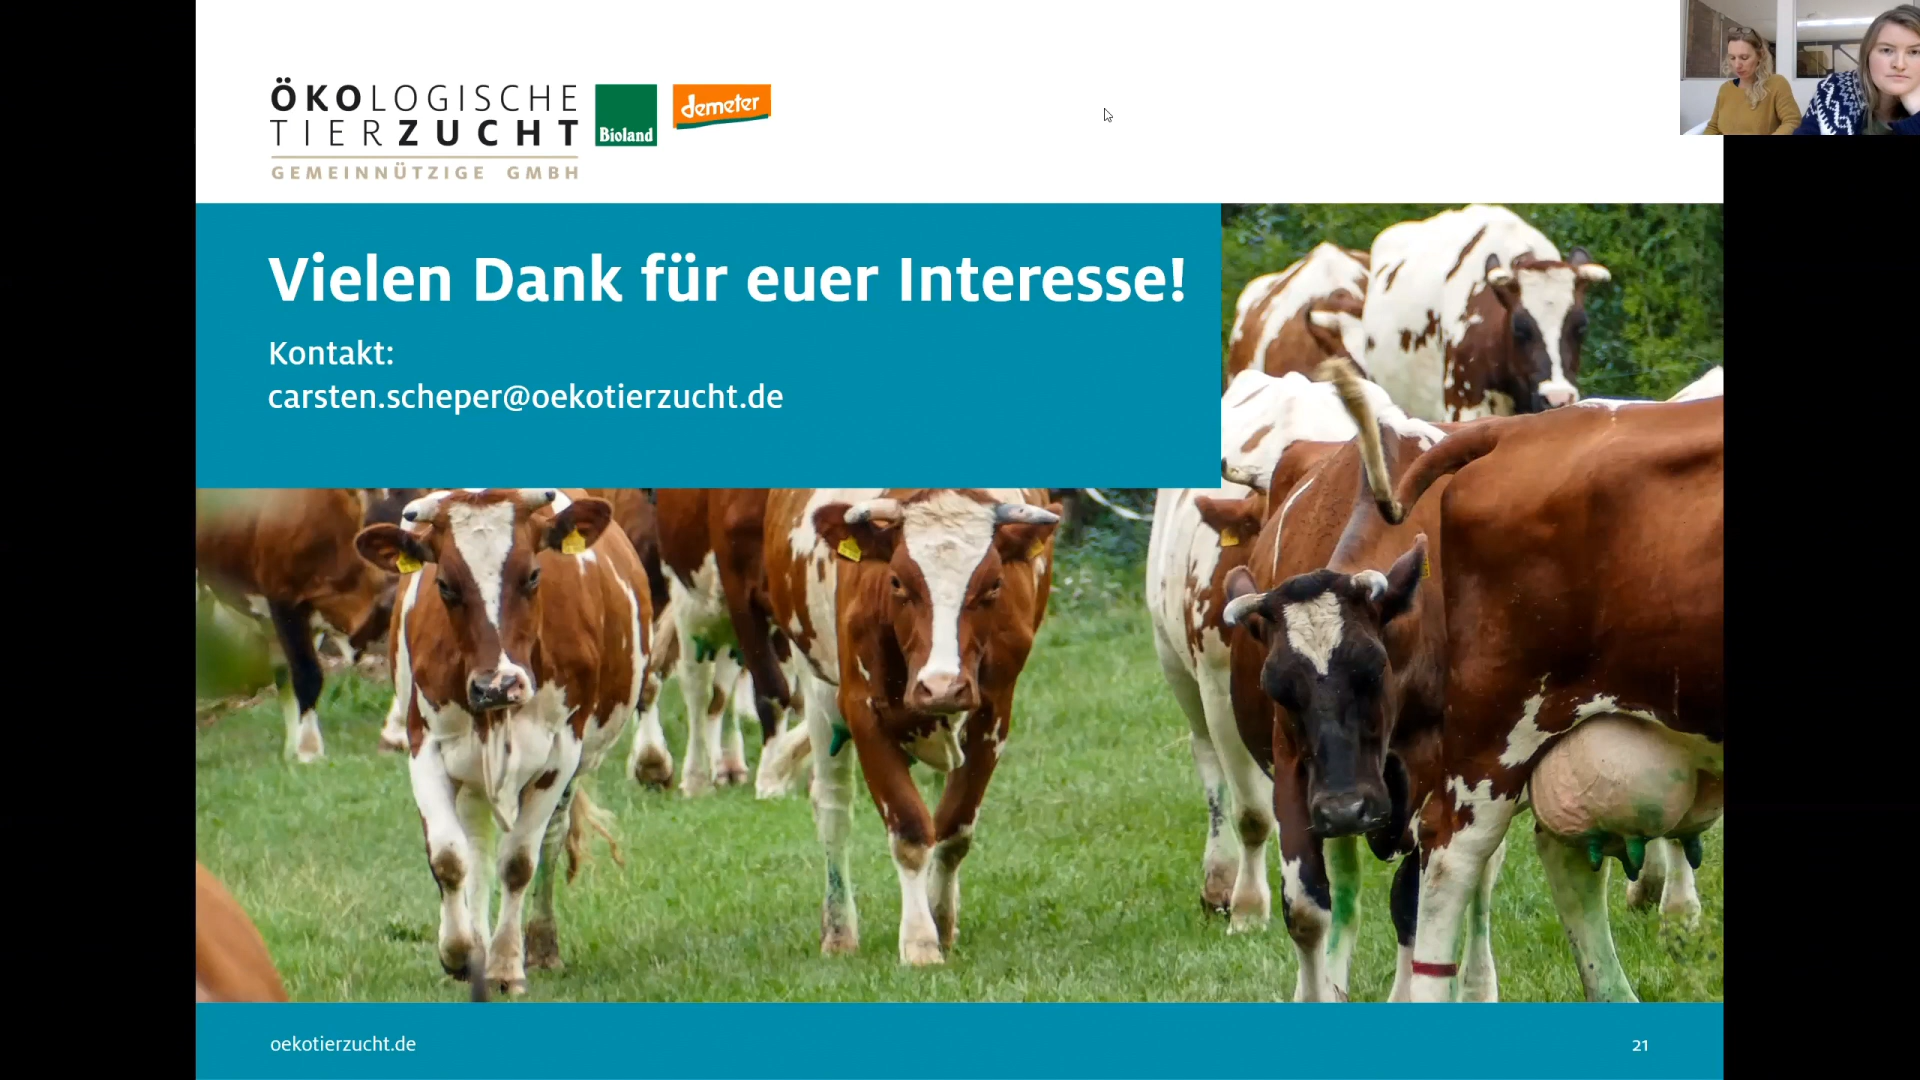 ÖKOLOGISCHE
TIERZUCHT
GEMEINNÜTZIGE GMBH
Bioland
demeter
Vielen Dank für euer Interesse!
Kontakt:
carsten.scheper@oekotierzucht.de
oekotierzucht.de
21